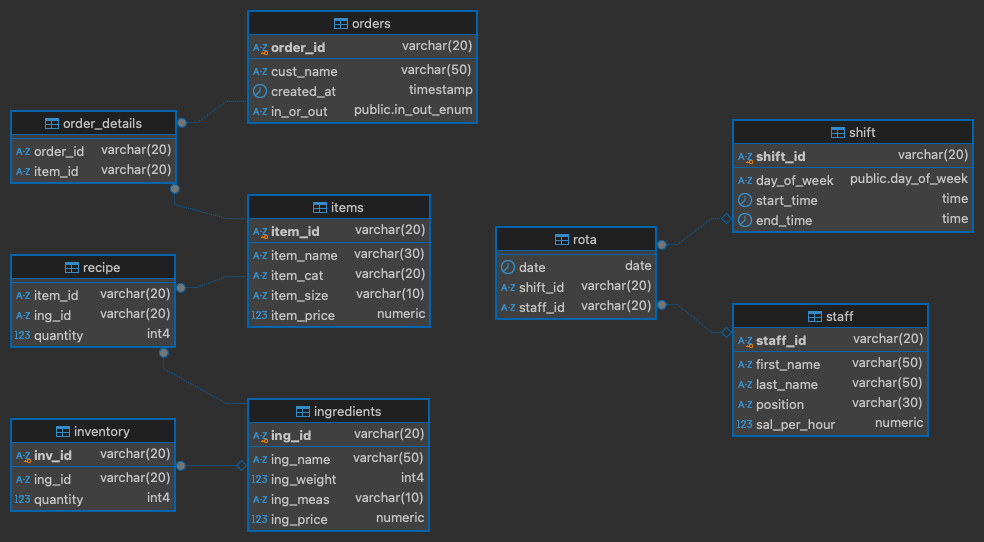 orders
order_id varchar(20)
cust_name varchar(50)
created_at timestamp
in_or_out public.in_out_enum
order_details
order_id varchar(20)
item_id varchar(20)
items
item_id varchar(20)
item_name varchar(30)
item_cat varchar(20)
item_size varchar(10)
123 item_price numeric
recipe
item_id varchar(20)
ing_id varchar(20)
123 quantity int4
ingredients
ing_id varchar(20)
ing_name varchar(50)
123 ing_weight int4
ing_meas varchar(10)
123 ing_price numeric
inventory
inv_id varchar(20)
ing_id varchar(20)
123 quantity int4
shift
shift_id varchar(20)
day_of_week public.day_of_week
start_time time
end_time time
rota
date date
shift_id varchar(20)
staff_id varchar(20)
staff
staff_id varchar(20)
first_name varchar(50)
last_name varchar(50)
position varchar(30)
123 sal_per_hour numeric